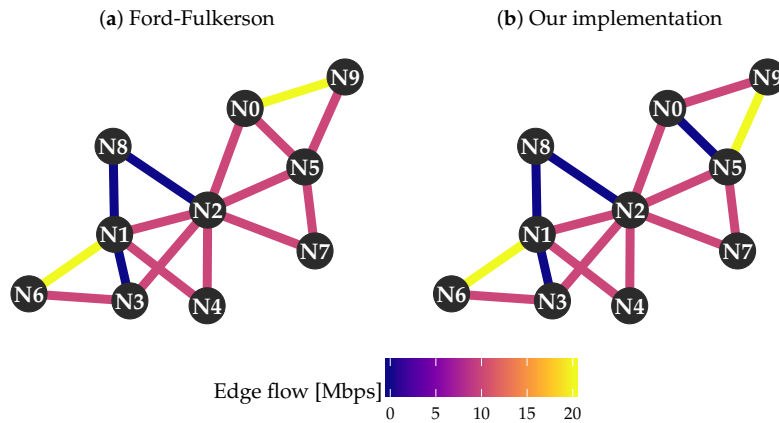 (a) Ford-Fulkerson
(b) Our implementation
N9
N0
N8
N5
N2
N1
N7
N6
N3
N4
N9
N0
N8
N5
N2
N1
N7
N6
N3
N4
Edge flow [Mbps]
0 5 10 15 20